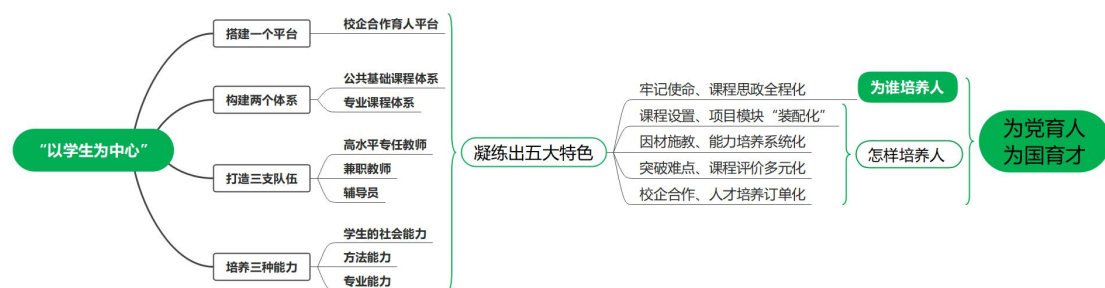 “以学生为中心”
搭建一个平台
校企合作育人平台
构建两个体系
公共基础课程体系
专业课程体系
打造三支队伍
高水平专任教师
兼职教师
辅导员
培养三种能力
学生的社会能力
方法能力
专业能力
凝练出五大特色
牢记使命、课程思政全程化
课程设置、项目模块“装配化”
因材施教、能力培养系统化
突破难点、课程评价多元化
校企合作、人才培养订单化
为谁培养人
怎样培养人
为党育人
为国育才